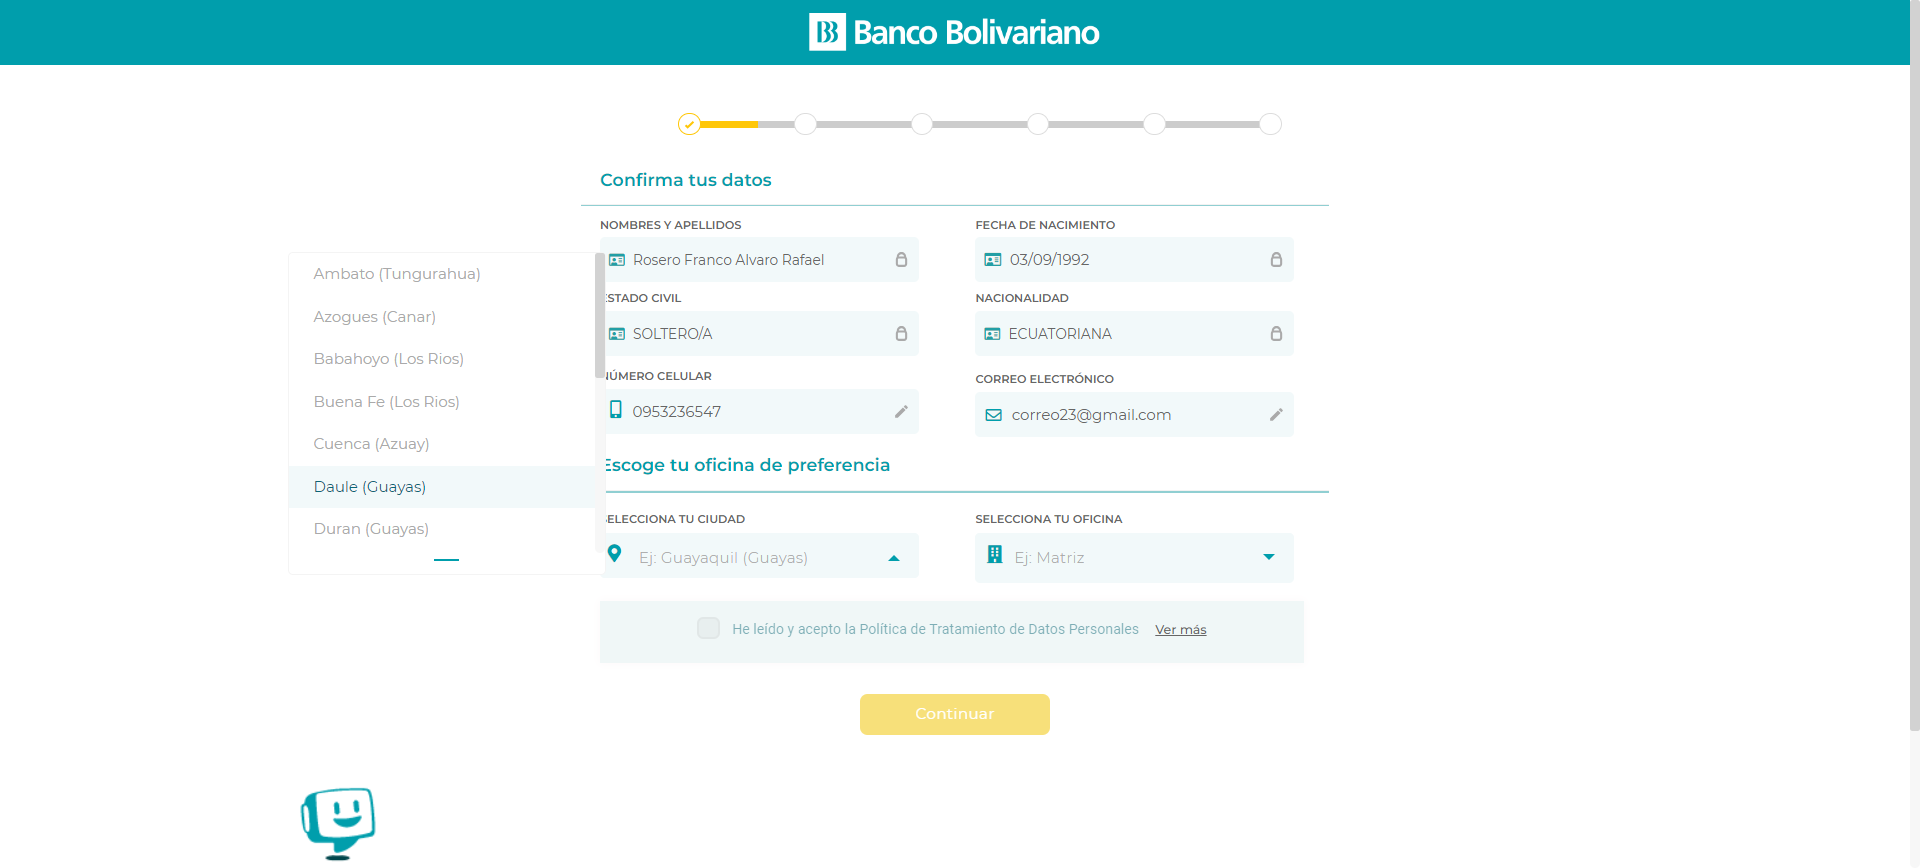 Banco Bolivariano
Confirma tus datos
NOMBRES Y APELLIDOS
Rosero Franco Alvaro Rafael
FECHA DE NACIMIENTO
03/09/1992
ESTADO CIVIL
SOLTERO/A
NACIONALIDAD
ECUATORIANA
NÚMERO CELULAR
0953236547
CORREO ELECTRÓNICO
correo23@gmail.com
Ambato (Tungurahua)
Azogues (Canar)
Babahoyo (Los Rios)
Buena Fe (Los Rios)
Cuenca (Azuay)
Daule (Guayas)
Duran (Guayas)
Escoge tu oficina de preferencia
SELECCIONA TU CIUDAD
Ej: Guayaquil (Guayas)
SELECCIONA TU OFICINA
Ej: Matriz
He leído y acepto la Política de Tratamiento de Datos Personales Ver más
Continuar